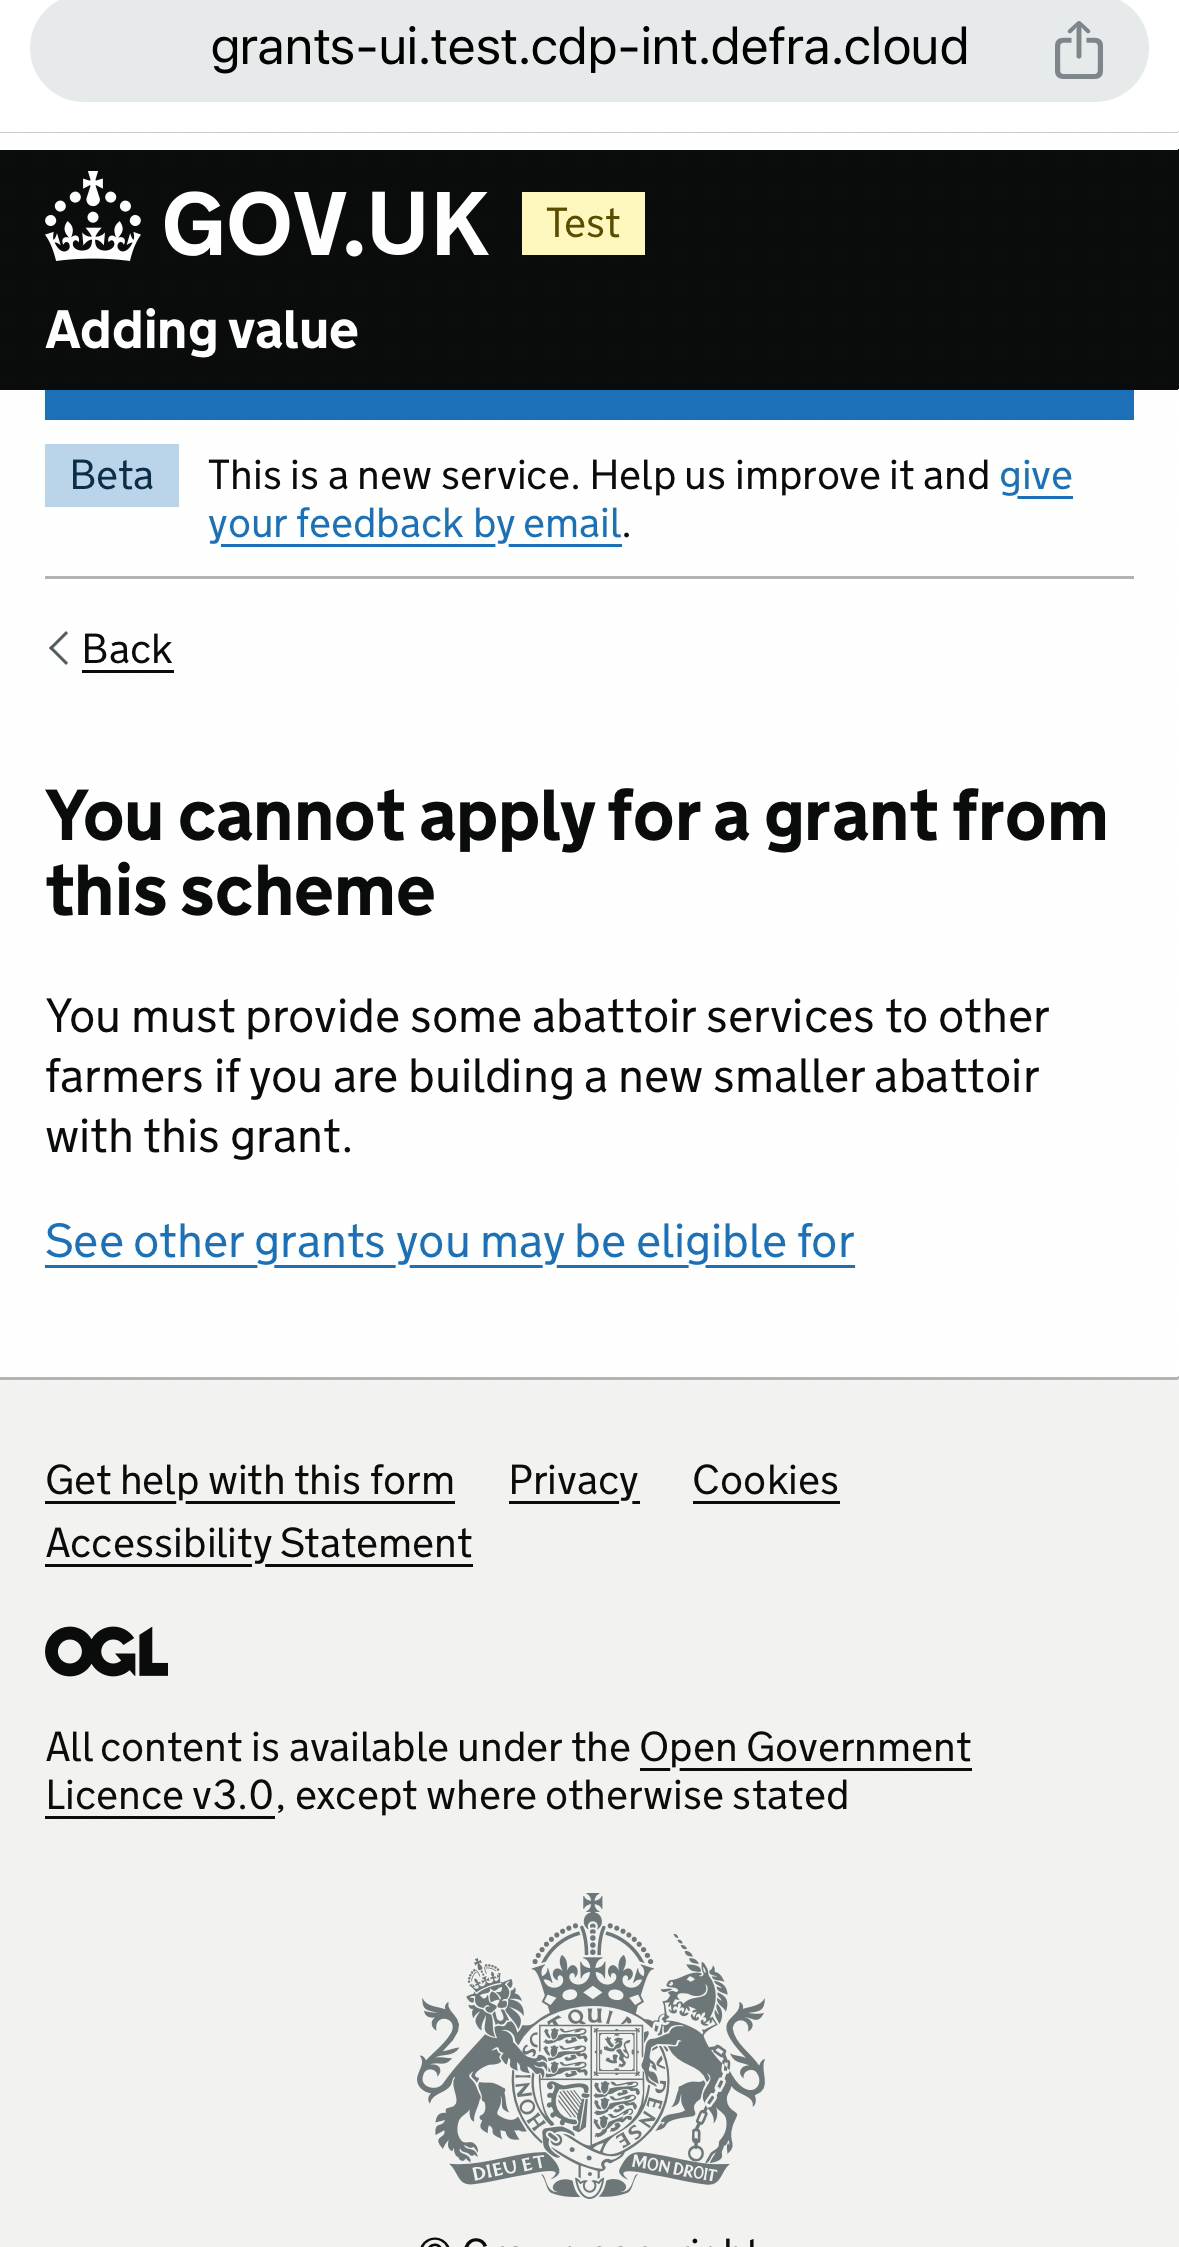 grants-ui.test.cdp-int.defra.cloud
GOV.UK Test
Adding value
Beta This is a new service. Help us improve it and give
your feedback by email.
Back
You cannot apply for a grant from
this scheme
You must provide some abattoir services to other
farmers if you are building a new smaller abattoir
with this grant.
See other grants you may be eligible for
Get help with this form Privacy Cookies
Accessibility Statement
OGL
All content is available under the Open Government
Licence v3.0, except where otherwise stated
QUI
HONI
PENSE
DIEU ET MON DROIT